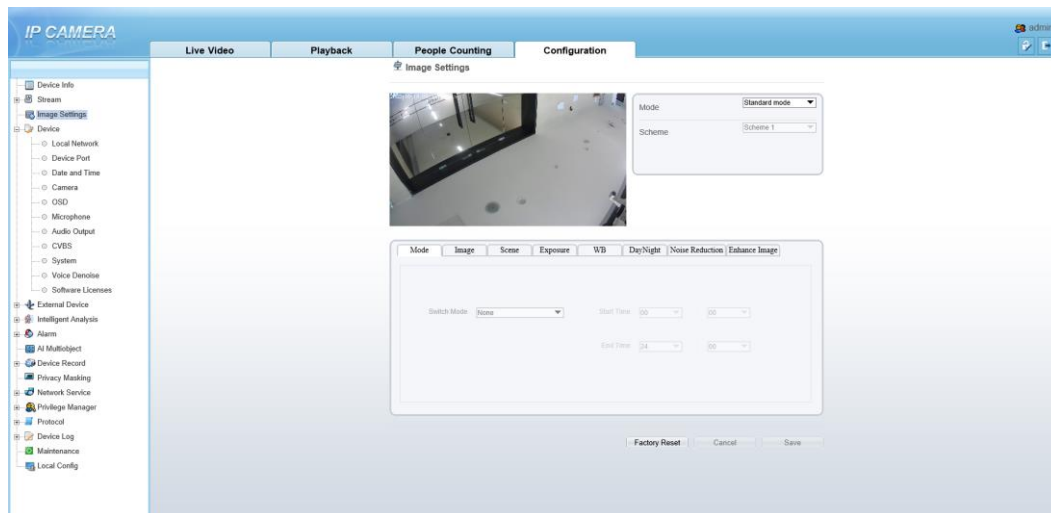 IP CAMERA
admin
Live Video
Playback
People Counting
Configuration
Image Settings
Device Info
Stream
Image Settings
Device
Local Network
Device Port
Date and Time
Camera
OSD
Microphone
Audio Output
CVBS
System
Voice Denoise
Software Licenses
External Device
Intelligent Analysis
Alarm
AI Multiobject
Device Record
Privacy Masking
Network Service
Privilege Manager
Protocol
Device Log
Maintenance
Local Config
Mode Standard mode
Scheme Scheme 1
Mode Image Scene Exposure WB DayNight Noise Reduction Enhance Image
Switch Mode None Start Time 00 00
End Time 24 00
Factory Reset Cancel Save